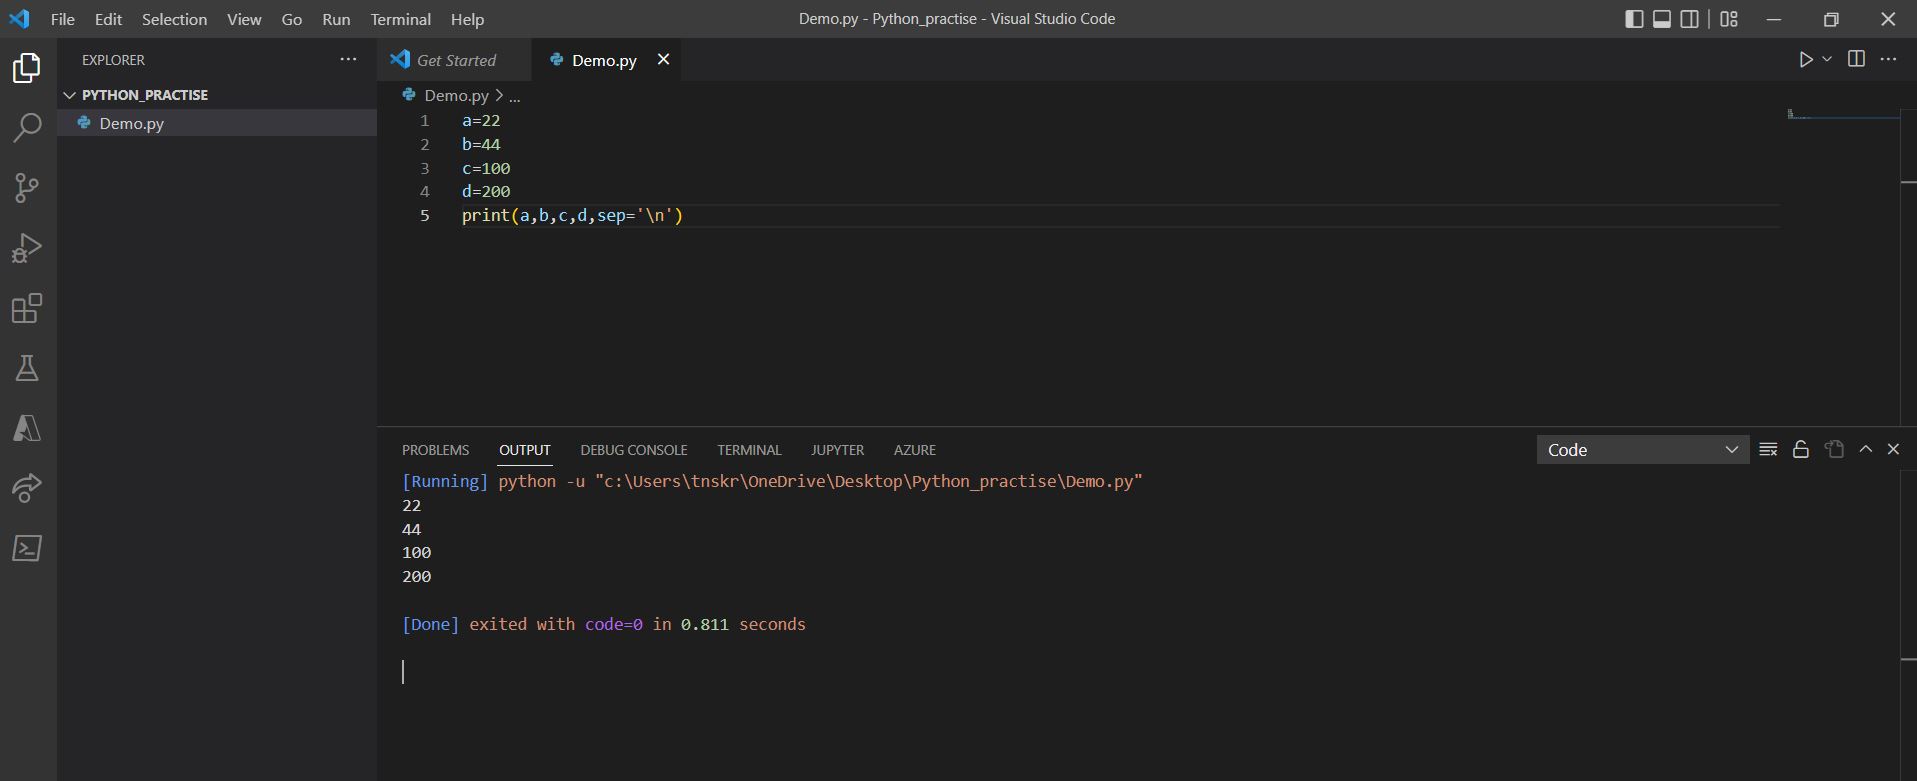 File Edit Selection View Go Run Terminal Help
Demo.py - Python_practise - Visual Studio Code
EXPLORER
PYTHON_PRACTISE
Demo.py
Get Started
Demo.py
Demo.py > ...
1 a=22
2 b=44
3 c=100
4 d=200
5 print(a,b,c,d,sep='\n')
PROBLEMS OUTPUT DEBUG CONSOLE TERMINAL JUPYTER AZURE
Code
[Running] python -u "c:\Users\tnskr\OneDrive\Desktop\Python_practise\Demo.py"
22
44
100
200
[Done] exited with code=0 in 0.811 seconds